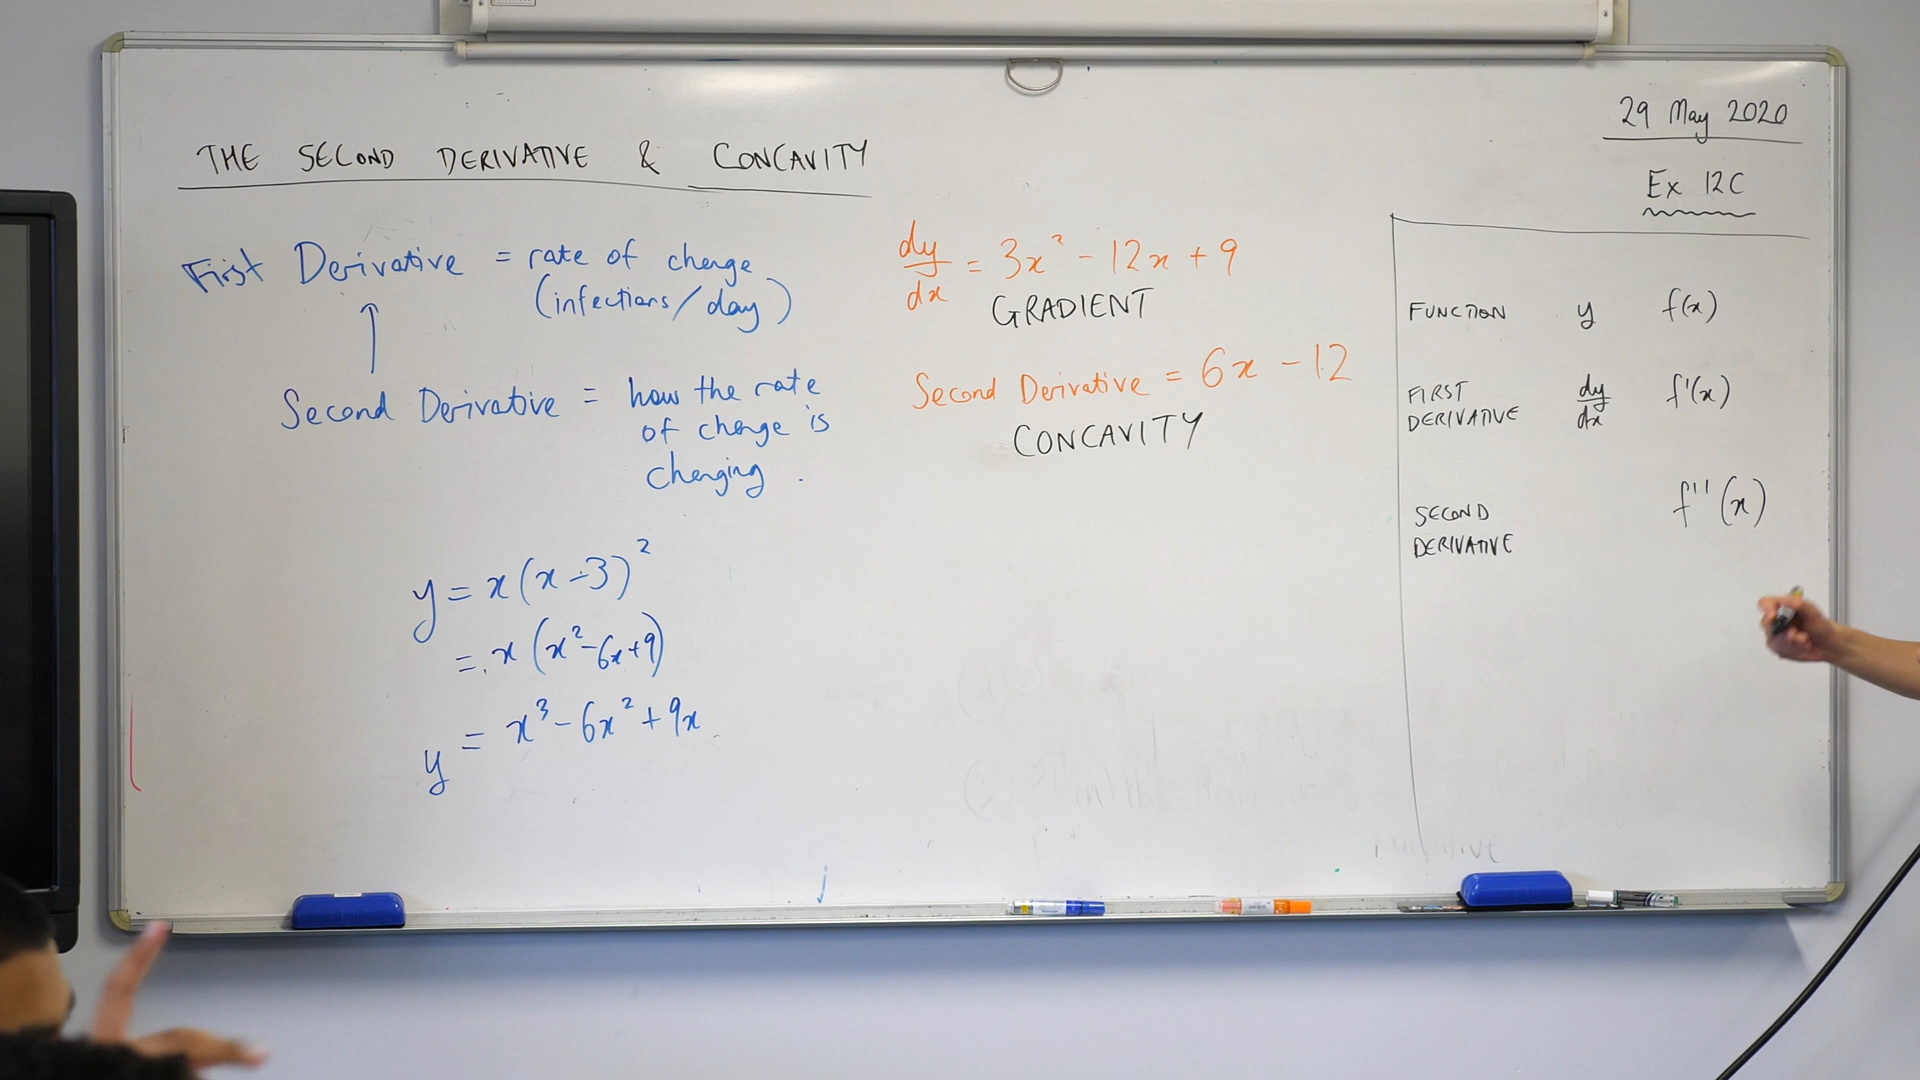 29 May 2020
THE SECOND DERIVATIVE & CONCAVITY
Ex 12C
First Derivative = rate of change
(infections/day)
Second Derivative = how the rate
of change is
changing.
y = x(x-3)²
= x(x²-6x+9)
y = x³-6x²+9x
dy/dx = 3x²-12x+9
GRADIENT
Second Derivative = 6x-12
CONCAVITY
FUNCTION y f(x)
FIRST
DERIVATIVE dy/dx f'(x)
SECOND
DERIVATIVE f''(x)